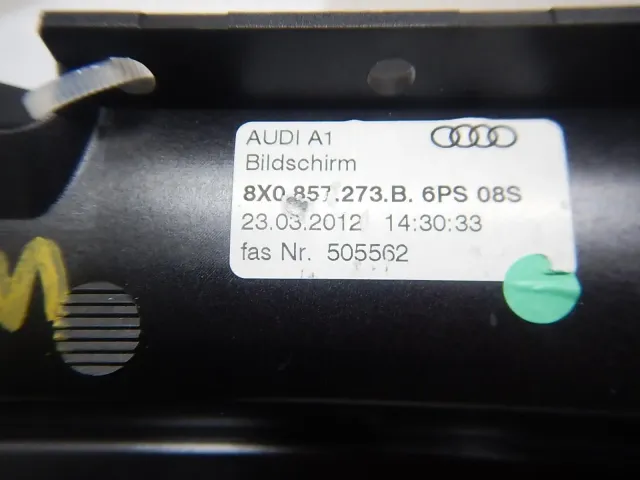 AUDI A1
Bildschirm
8X0.857.273.B. 6PS 08S
23.03.2012 14:30:33
fas Nr. 505562